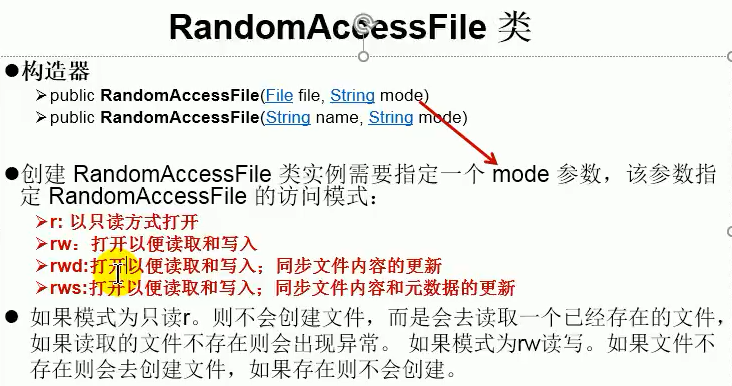 RandomAccessFile 类
●构造器
➢public RandomAccessFile(File file, String mode)
➢public RandomAccessFile(String name, String mode)
●创建 RandomAccessFile 类实例需要指定一个 mode 参数，该参数指
定 RandomAccessFile 的访问模式：
➢r: 以只读方式打开
➢rw：打开以便读取和写入
➢rwd:打开以便读取和写入；同步文件内容的更新
➢rws:打开以便读取和写入；同步文件内容和元数据的更新
● 如果模式为只读r。则不会创建文件，而是会去读取一个已经存在的文件，
如果读取的文件不存在则会出现异常。 如果模式为rw读写。如果文件不
存在则会去创建文件，如果存在则不会创建。